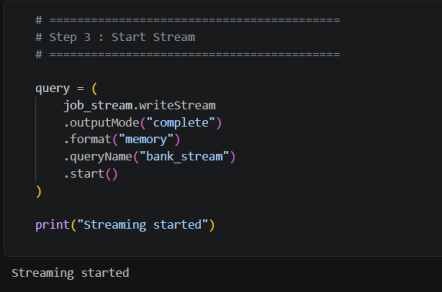 # ==========================================
# Step 3 : Start Stream
# ==========================================
query = (
    job_stream.writeStream
    .outputMode("complete")
    .format("memory")
    .queryName("bank_stream")
    .start()
)
print("Streaming started")
Streaming started